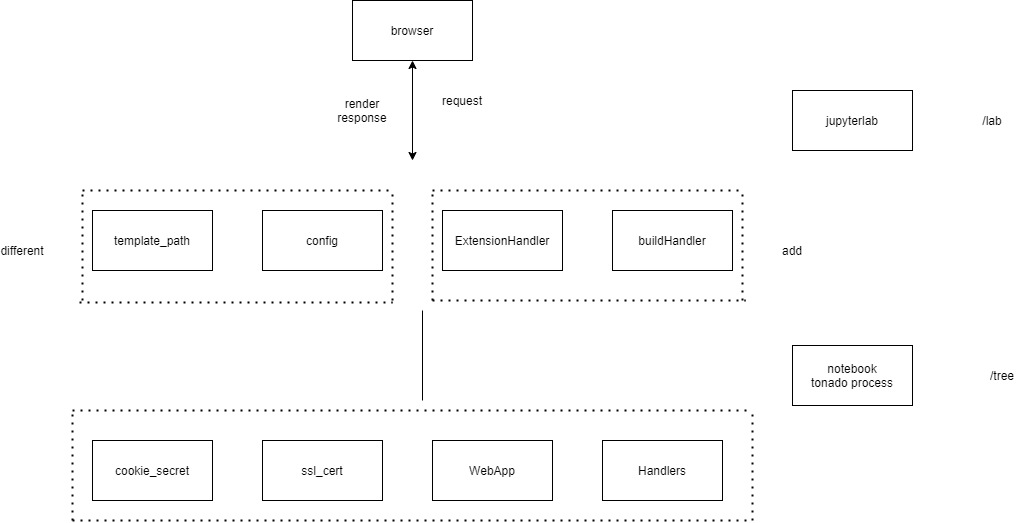 browser
render
response
request
jupyterlab
/lab
different
template_path
config
ExtensionHandler
buildHandler
add
notebook
tonado process
/tree
cookie_secret
ssl_cert
WebApp
Handlers